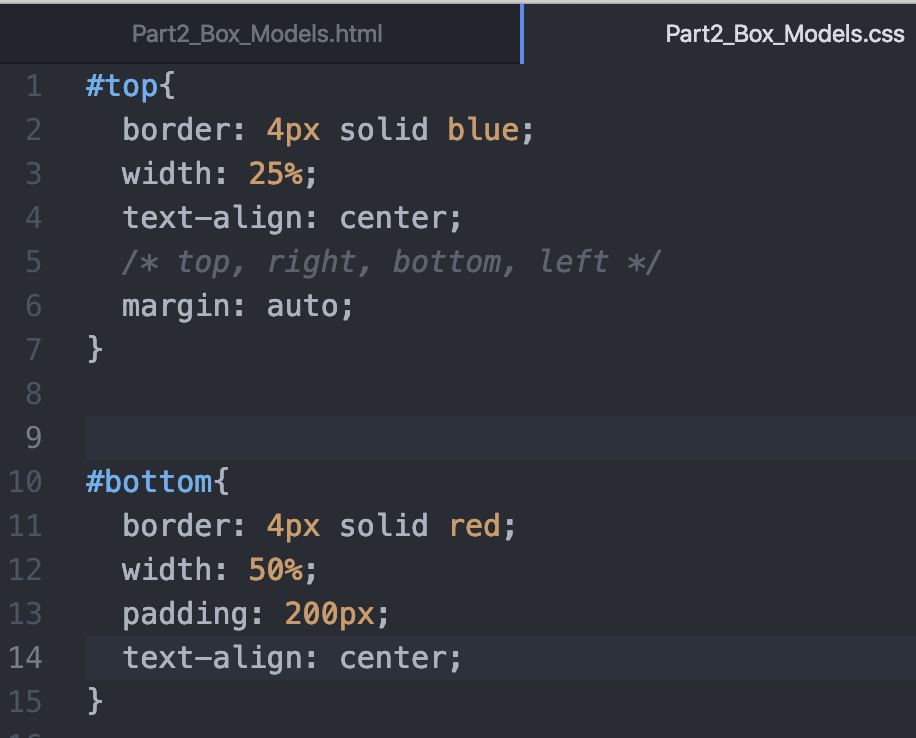 Part2_Box_Models.html
Part2_Box_Models.css
1 #top{
2 border: 4px solid blue;
3 width: 25%;
4 text-align: center;
5 /* top, right, bottom, left */
6 margin: auto;
7 }
8
9
10 #bottom{
11 border: 4px solid red;
12 width: 50%;
13 padding: 200px;
14 text-align: center;
15 }